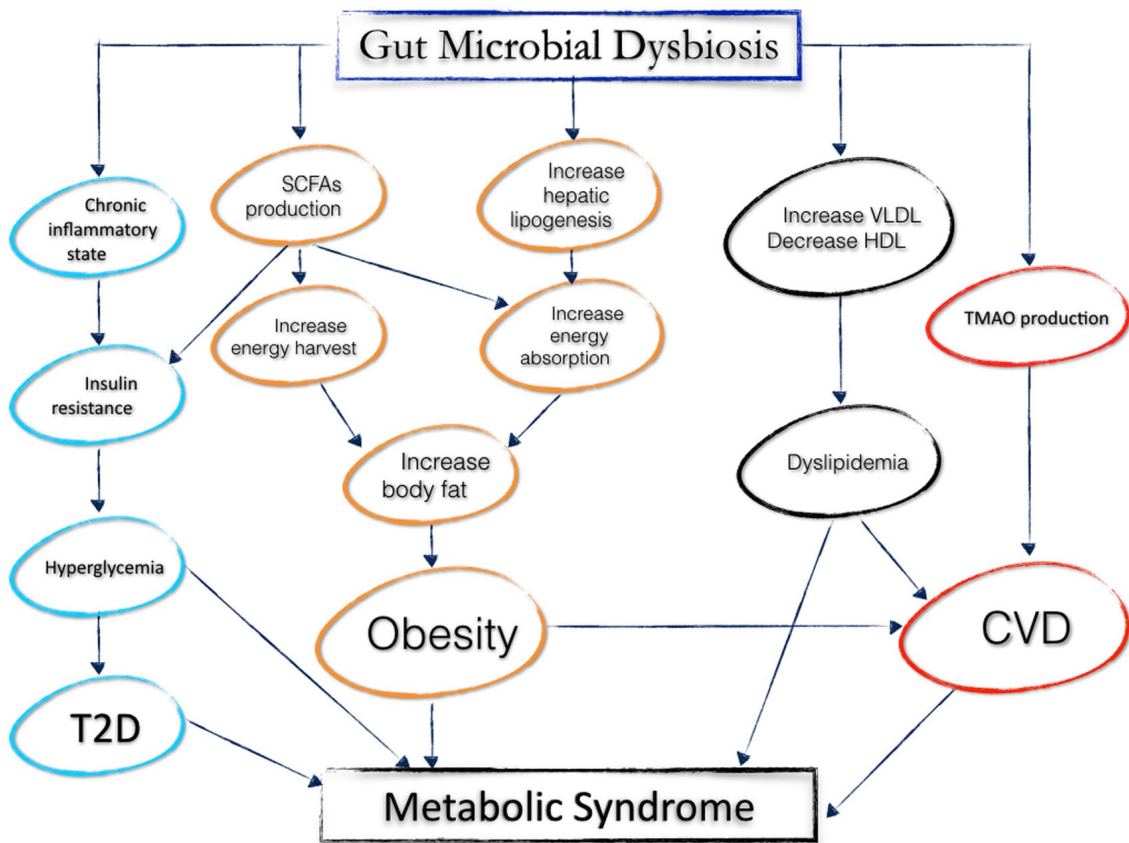 Gut Microbial Dysbiosis
Chronic
inflammatory
state
SCFAs
production
Increase
hepatic
lipogenesis
Increase VLDL
Decrease HDL
TMAO production
Insulin
resistance
Increase
energy harvest
Increase
energy
absorption
Increase
body fat
Dyslipidemia
Hyperglycemia
Obesity
CVD
T2D
Metabolic Syndrome